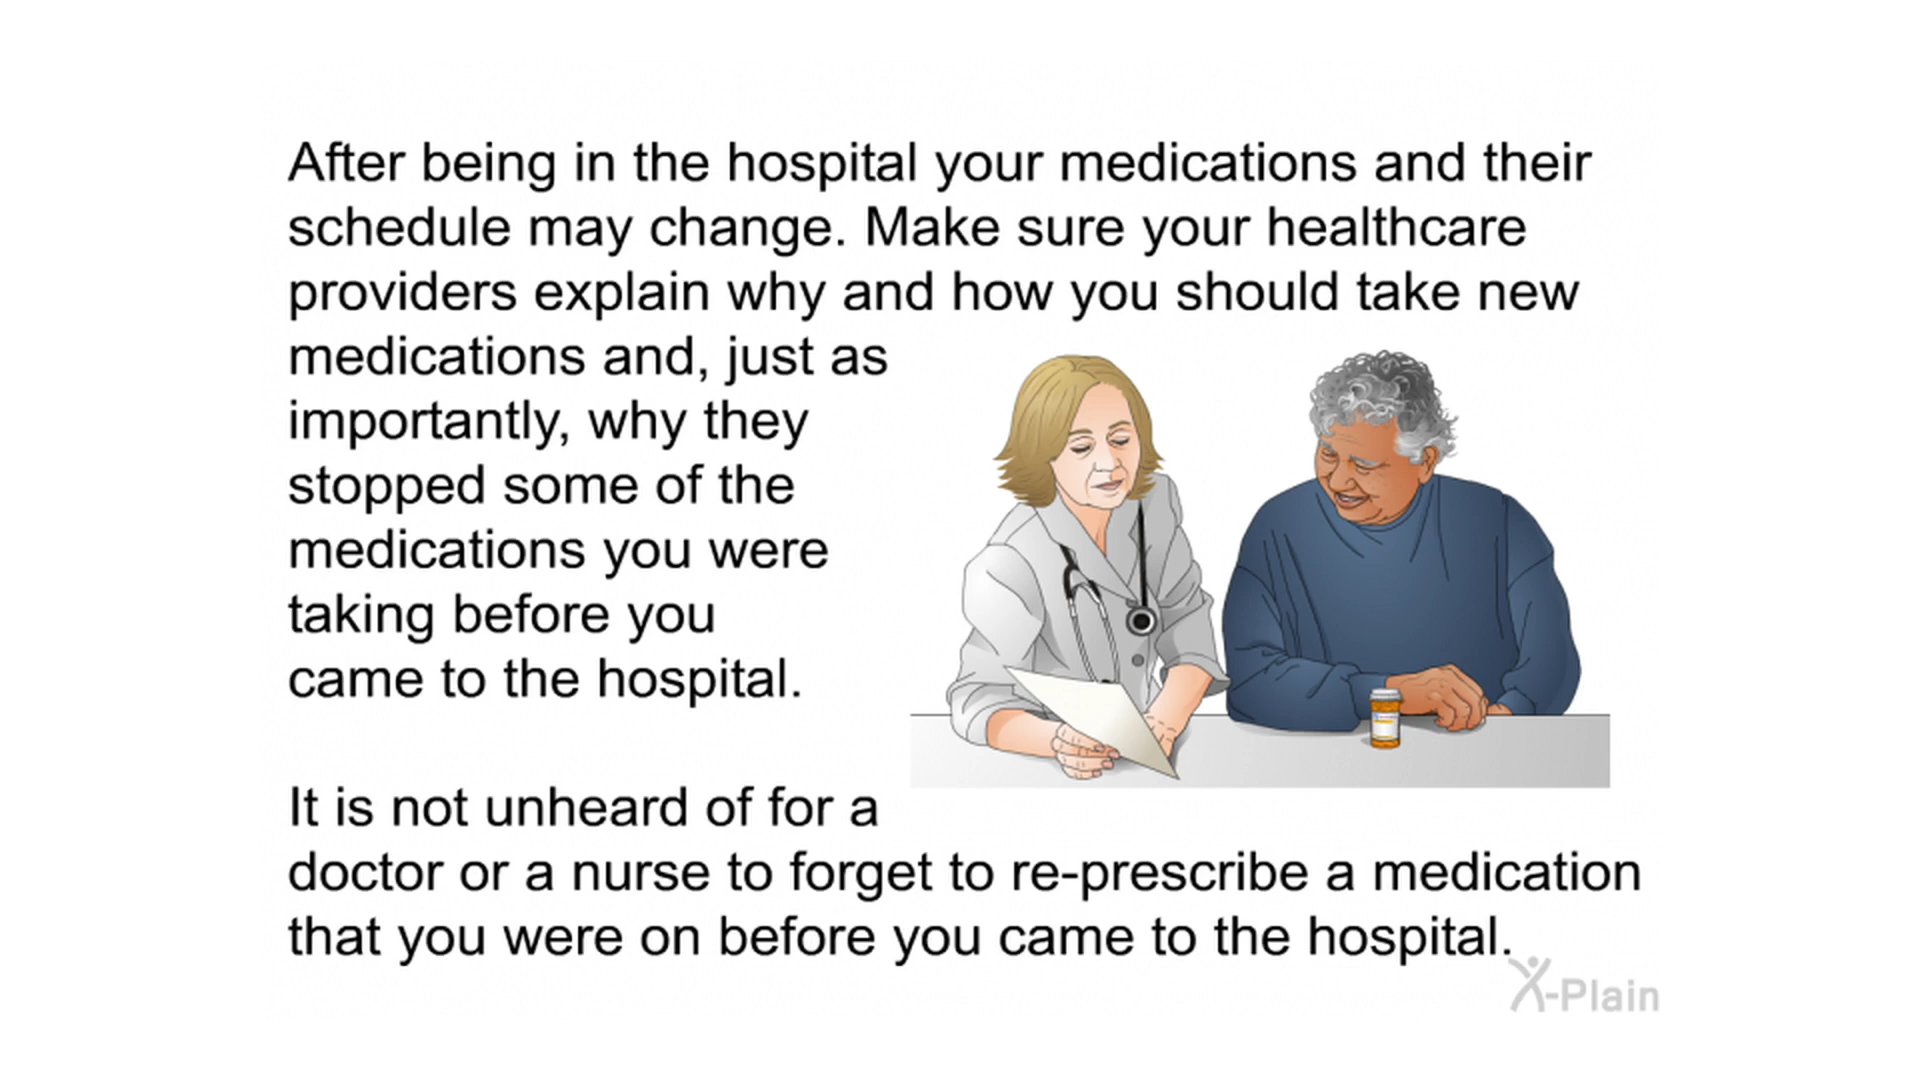 After being in the hospital your medications and their
schedule may change. Make sure your healthcare
providers explain why and how you should take new
medications and, just as
importantly, why they
stopped some of the
medications you were
taking before you
came to the hospital.
It is not unheard of for a
doctor or a nurse to forget to re-prescribe a medication
that you were on before you came to the hospital.
X-Plain